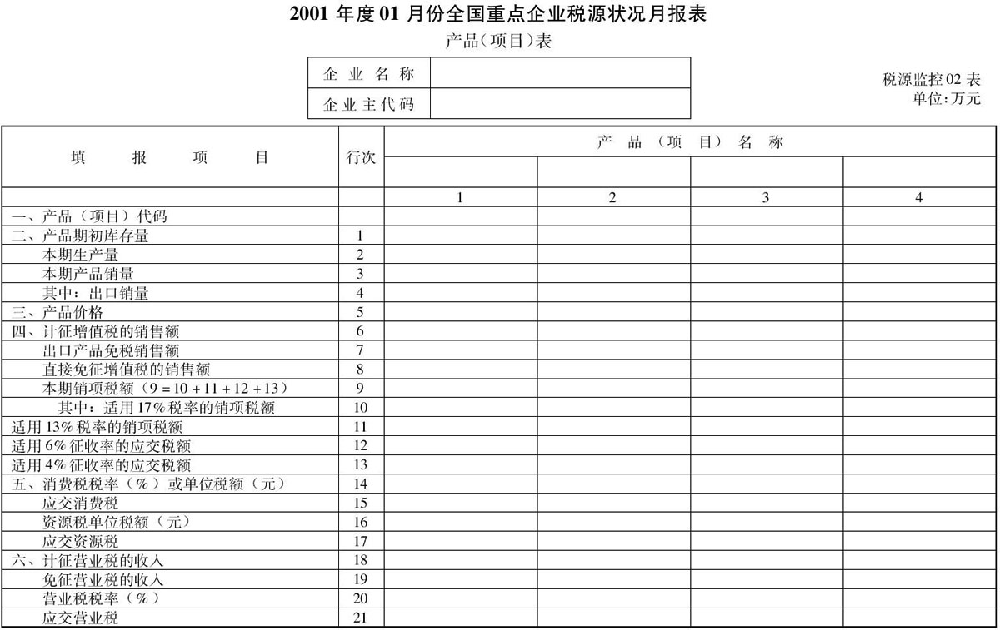 2001 年度 01 月份全国重点企业税源状况月报表
产品(项目)表
企 业 名 称
企业主代码
税源监控 02 表
单位:万元
填 报 项 目 行次 产 品 (项 目) 名 称
1 2 3 4
一、产品(项目)代码
二、产品期初库存量 1
本期生产量 2
本期产品销量 3
其中:出口销量 4
三、产品价格 5
四、计征增值税的销售额 6
出口产品免税销售额 7
直接免征增值税的销售额 8
本期销项税额(9=10+11+12+13) 9
其中:适用17%税率的销项税额 10
适用13%税率的销项税额 11
适用6%征收率的应交税额 12
适用4%征收率的应交税额 13
五、消费税税率(%)或单位税额(元) 14
应交消费税 15
资源税单位税额(元) 16
应交资源税 17
六、计征营业税的收入 18
免征营业税的收入 19
营业税税率(%) 20
应交营业税 21